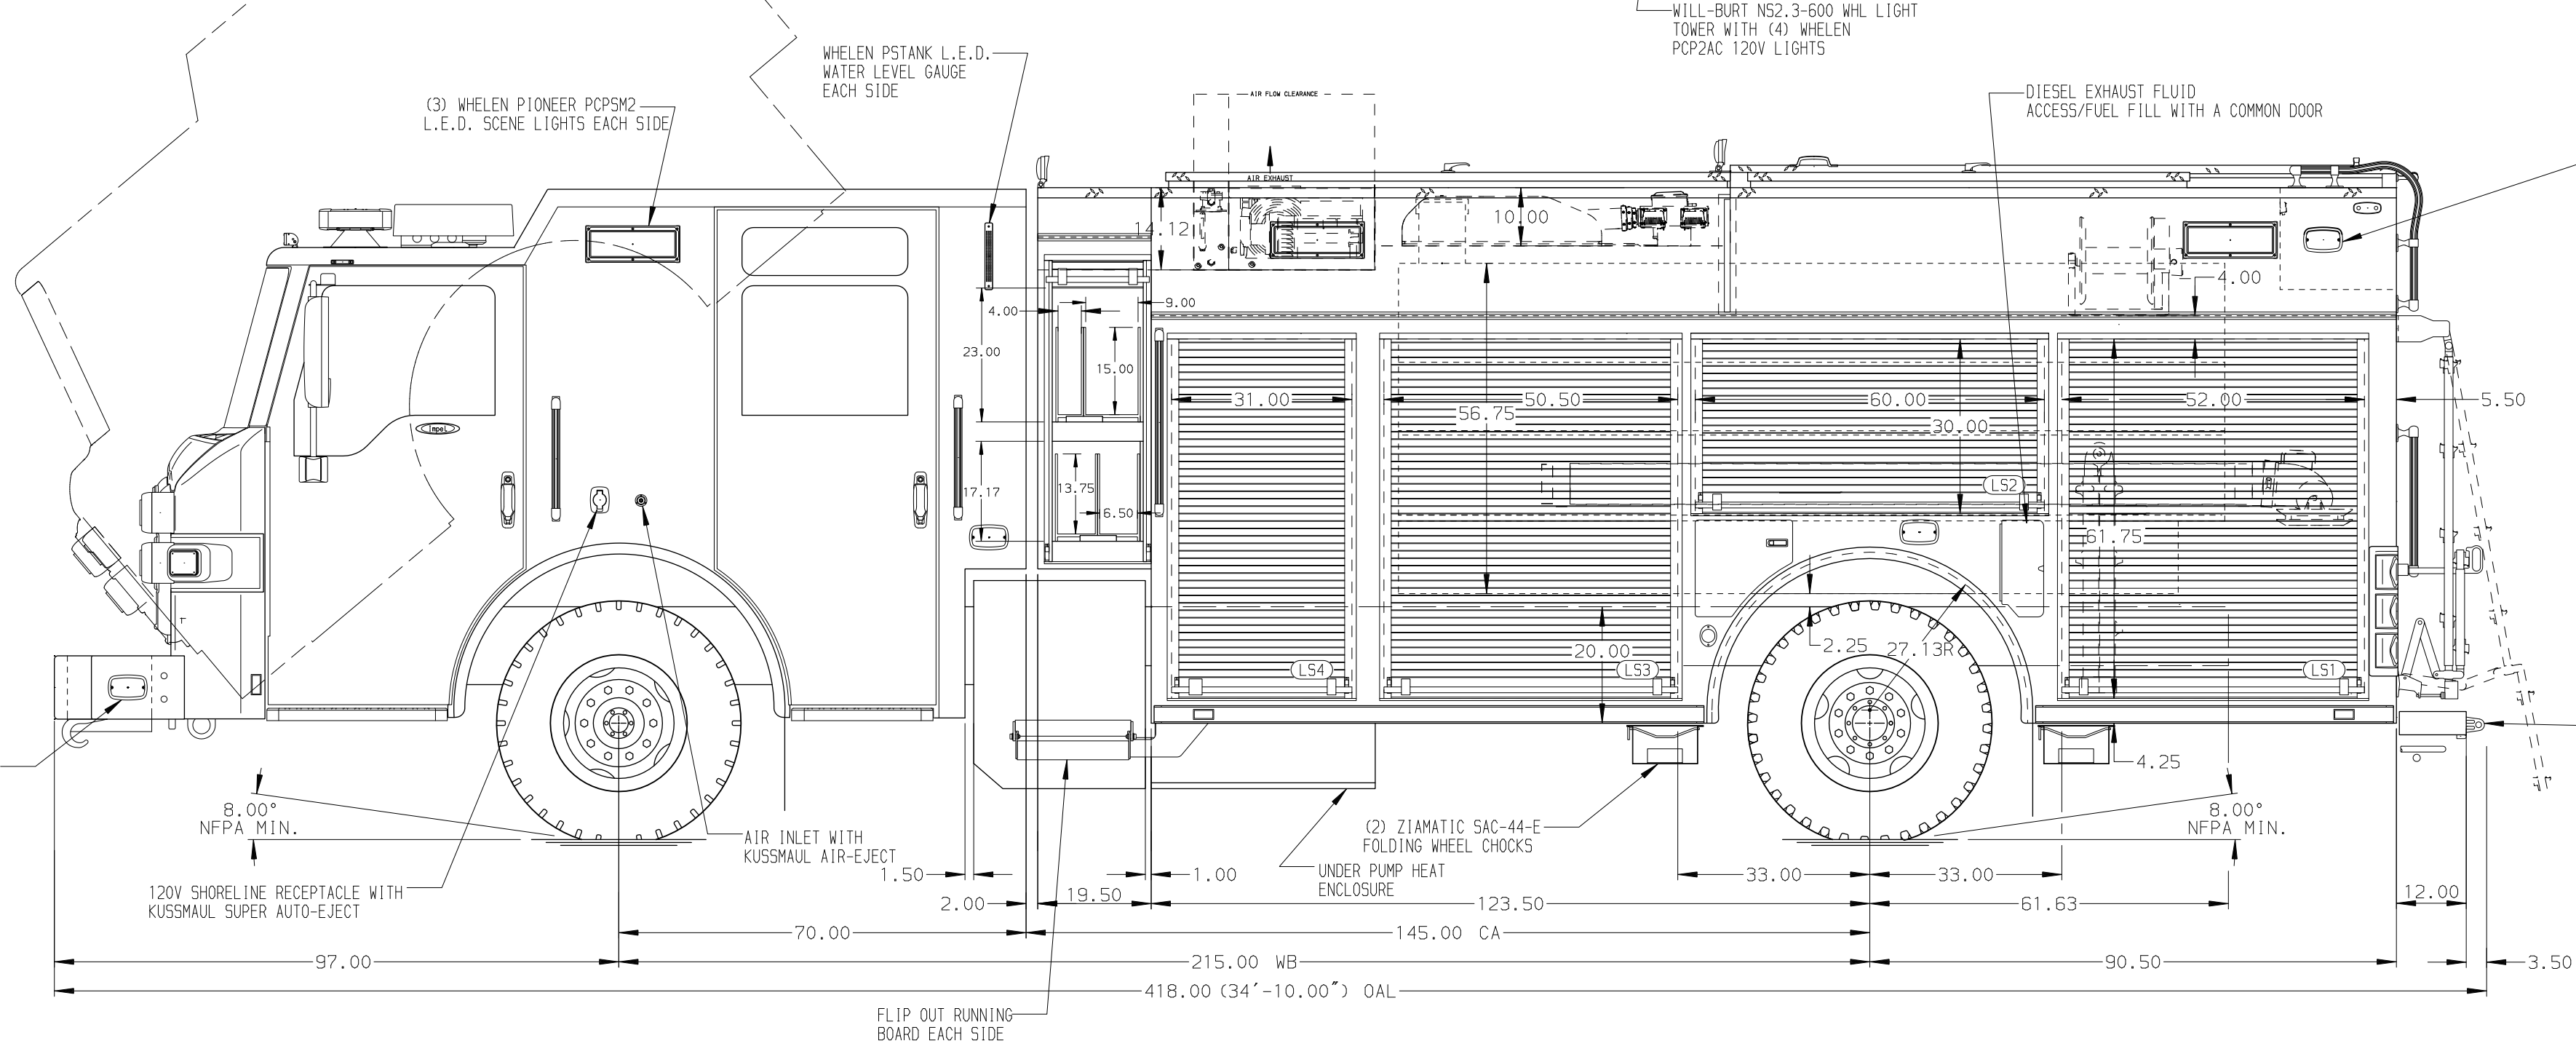 WILL-BURT NS2.3-600 WHL LIGHT
TOWER WITH (4) WHELEN
PCP2AC 120V LIGHTS
WHELEN PSTANK L.E.D.
WATER LEVEL GAUGE
EACH SIDE
(3) WHELEN PIONEER PCPSM2
L.E.D. SCENE LIGHTS EACH SIDE
AIR FLOW CLEARANCE
DIESEL EXHAUST FLUID
ACCESS/FUEL FILL WITH A COMMON DOOR
AIR EXHAUST
14.12
10.00
4.00
4.00
9.00
23.00
15.00
31.00
56.75
50.50
60.00
30.00
52.00
5.50
Impel
17.17
13.75
6.50
LS2
61.75
20.00
2.25
27.13R
LS4
LS3
LS1
4.25
8.00°
NFPA MIN.
8.00°
NFPA MIN.
AIR INLET WITH
KUSSMAUL AIR-EJECT
(2) ZIAMATIC SAC-44-E
FOLDING WHEEL CHOCKS
UNDER PUMP HEAT
ENCLOSURE
120V SHORELINE RECEPTACLE WITH
KUSSMAUL SUPER AUTO-EJECT
1.50
1.00
33.00
33.00
2.00
19.50
123.50
61.63
12.00
70.00
145.00 CA
97.00
215.00 WB
90.50
3.50
418.00 (34'-10.00") OAL
FLIP OUT RUNNING
BOARD EACH SIDE